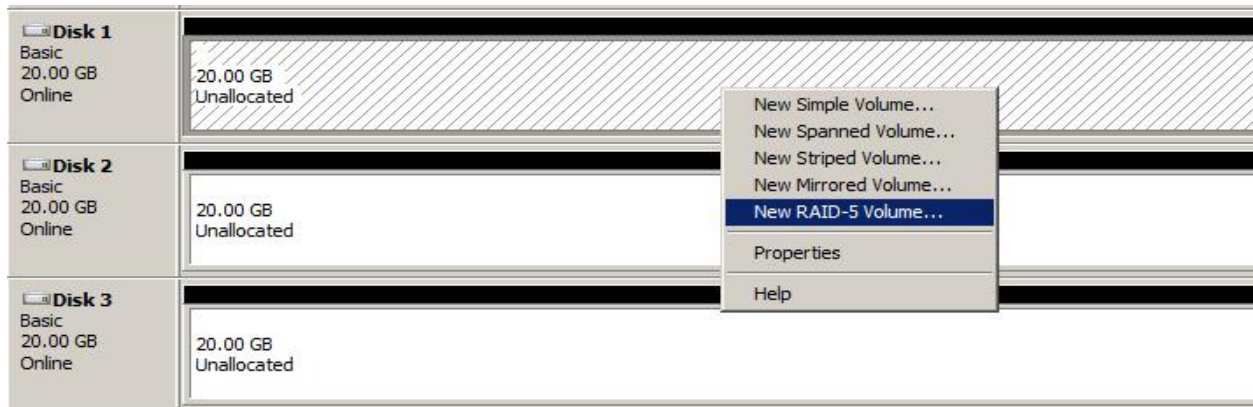 Disk 1
Basic
20.00 GB
Online
20.00 GB
Unallocated
New Simple Volume...
New Spanned Volume...
New Striped Volume...
New Mirrored Volume...
New RAID-5 Volume...
Properties
Help
Disk 2
Basic
20.00 GB
Online
20.00 GB
Unallocated
Disk 3
Basic
20.00 GB
Online
20.00 GB
Unallocated